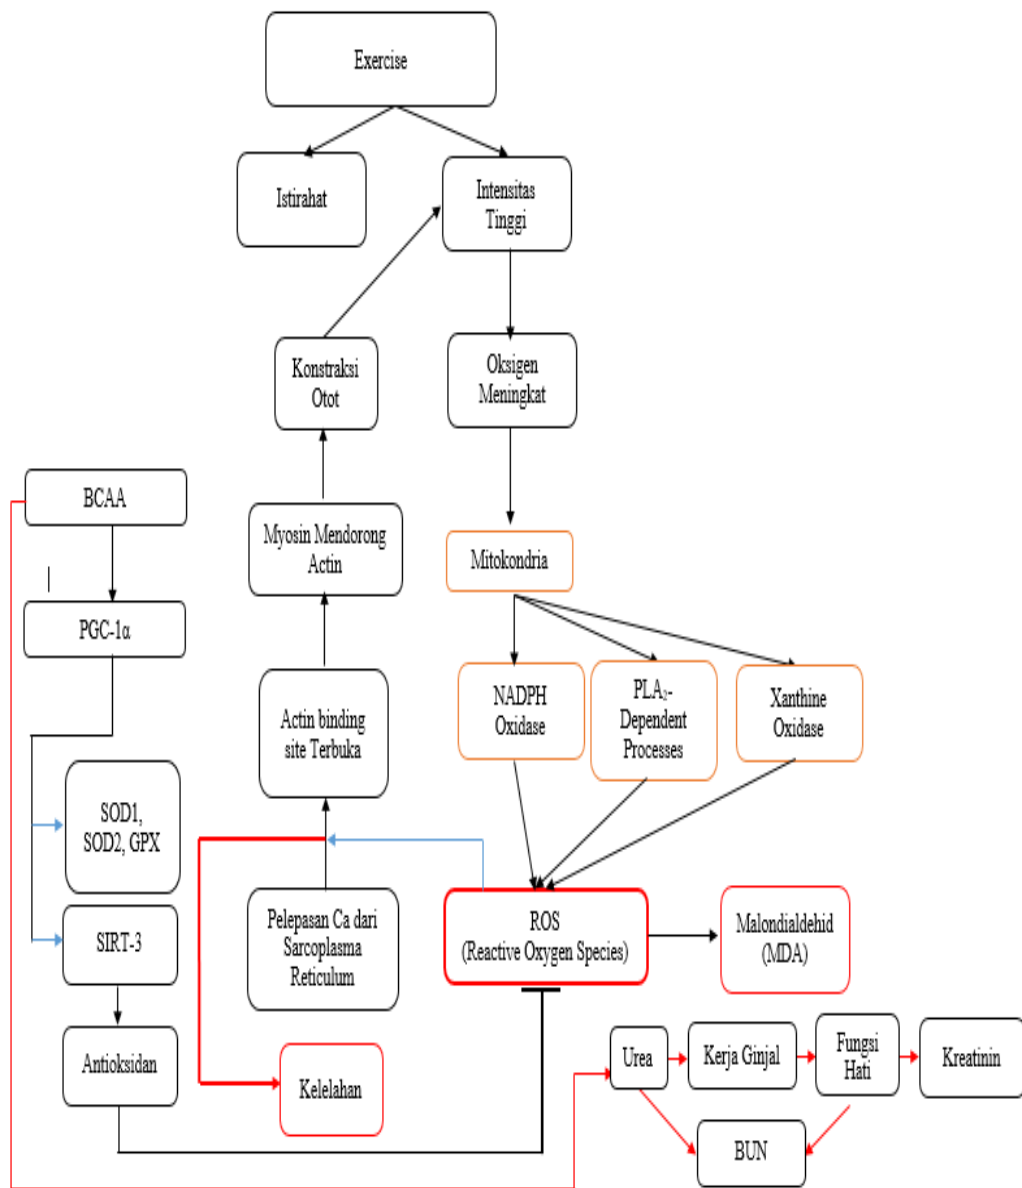 Exercise
Istirahat
Intensitas
Tinggi
Konstraksi
Otot
Oksigen
Meningkat
BCAA
Myosin Mendorong
Actin
Mitokondria
PGC-1α
Actin binding
site Terbuka
NADPH
Oxidase
PLA₂-
Dependent
Processes
Xanthine
Oxidase
SOD1,
SOD2, GPX
SIRT-3
Pelepasan Ca dari
Sarcoplasma
Reticulum
ROS
(Reactive Oxygen Species)
Malondialdehid
(MDA)
Antioksidan
Kelelahan
Urea
Kerja Ginjal
Fungsi
Hati
Kreatinin
BUN